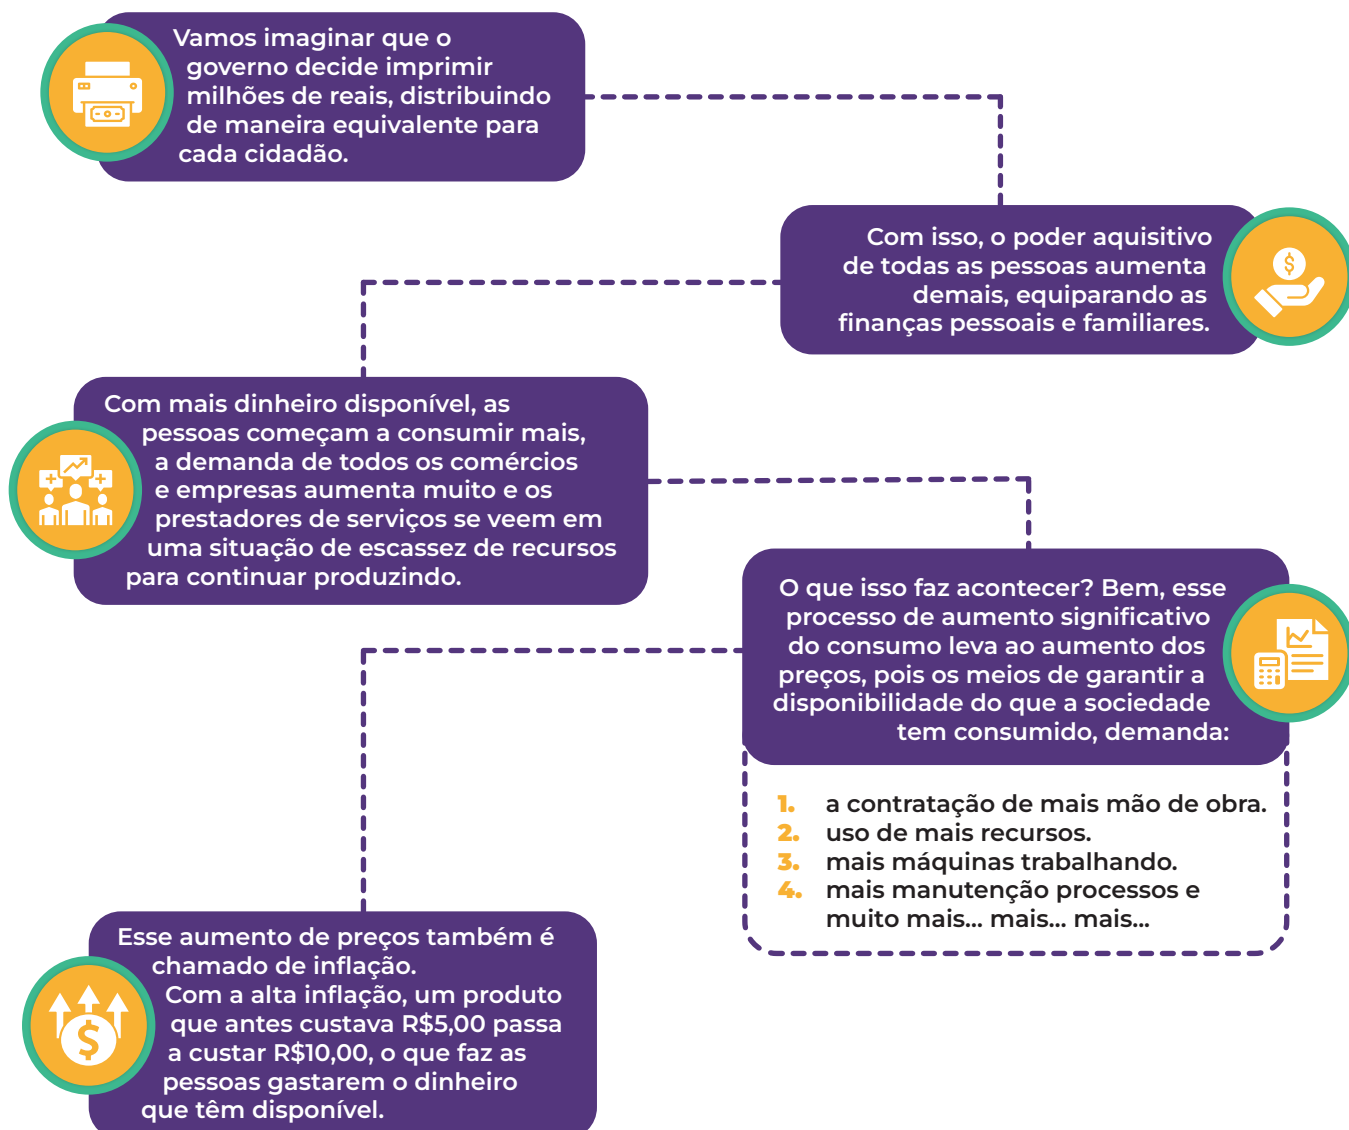 Vamos imaginar que o
governo decide imprimir
milhões de reais, distribuindo
de maneira equivalente para
cada cidadão.
Com isso, o poder aquisitivo
de todas as pessoas aumenta
demais, equiparando as
finanças pessoais e familiares.
Com mais dinheiro disponível, as
pessoas começam a consumir mais,
a demanda de todos os comércios
e empresas aumenta muito e os
prestadores de serviços se veem em
uma situação de escassez de recursos
para continuar produzindo.
O que isso faz acontecer? Bem, esse
processo de aumento significativo
do consumo leva ao aumento dos
preços, pois os meios de garantir a
disponibilidade do que a sociedade
tem consumido, demanda:
1. a contratação de mais mão de obra.
2. uso de mais recursos.
3. mais máquinas trabalhando.
4. mais manutenção processos e
muito mais... mais... mais...
Esse aumento de preços também é
chamado de inflação.
Com a alta inflação, um produto
que antes custava R$5,00 passa
a custar R$10,00, o que faz as
pessoas gastarem o dinheiro
que têm disponível.